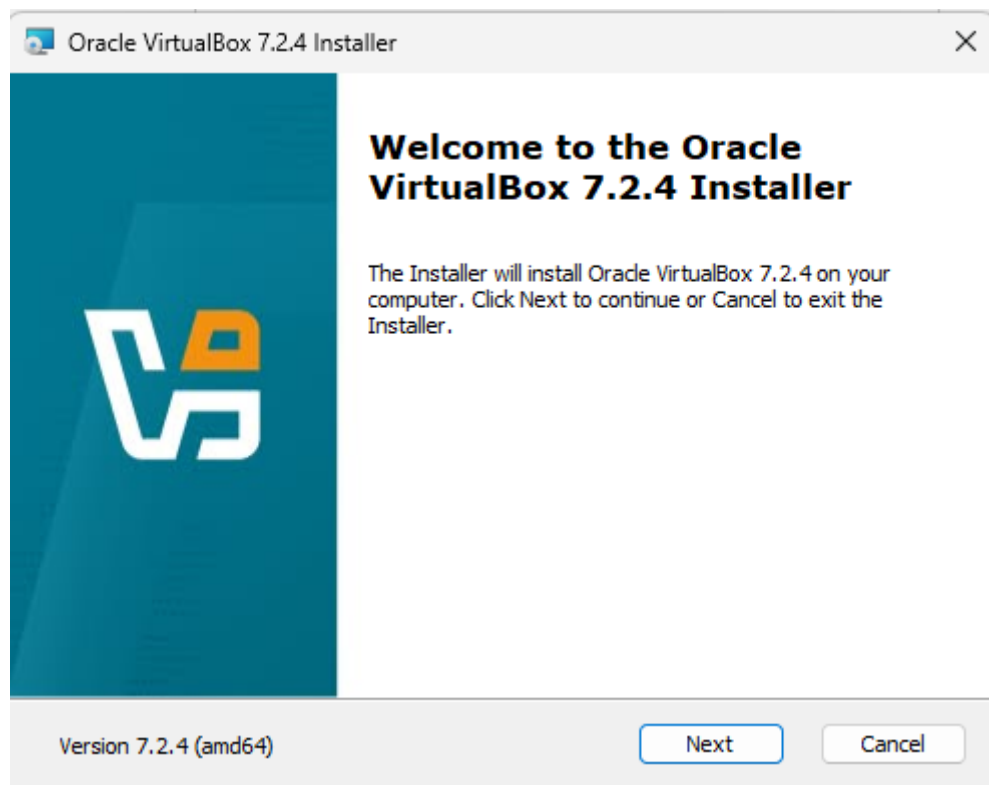 Oracle VirtualBox 7.2.4 Installer
Welcome to the Oracle
VirtualBox 7.2.4 Installer
The Installer will install Oracle VirtualBox 7.2.4 on your
computer. Click Next to continue or Cancel to exit the
Installer.
Version 7.2.4 (amd64)
Next
Cancel